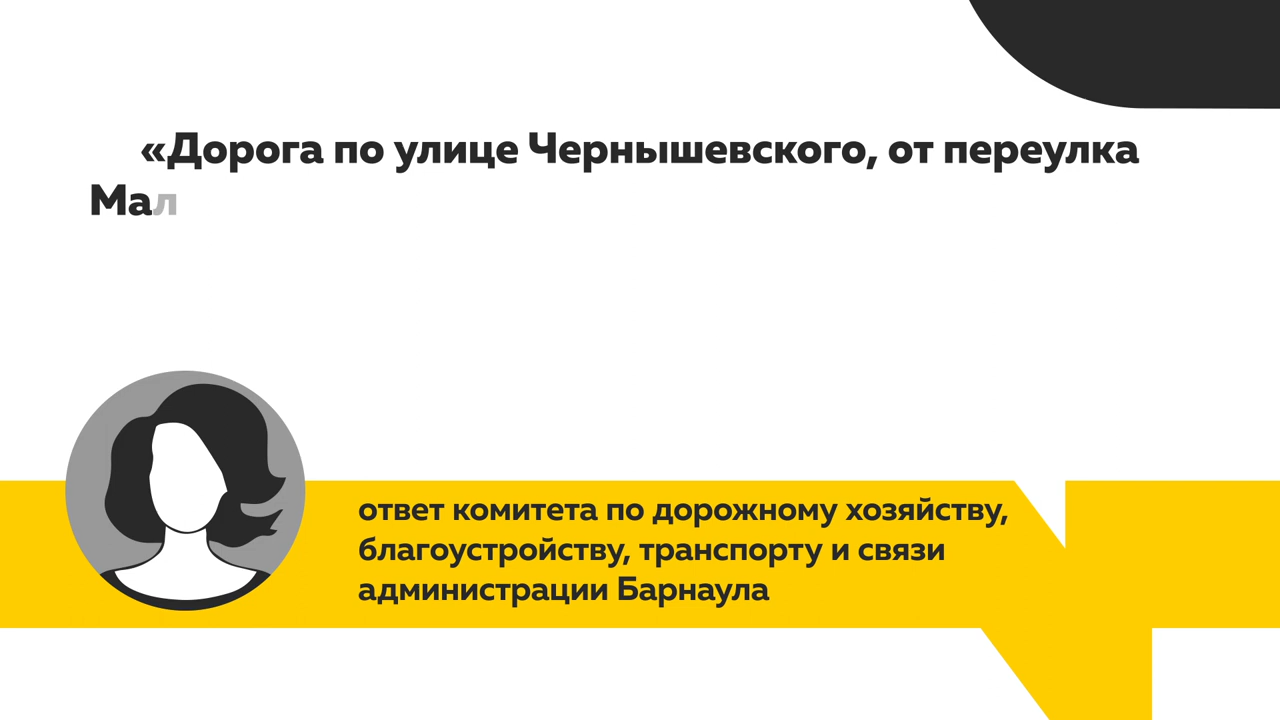 «Дорога по улице Чернышевского, от переулка
Мал
ответ комитета по дорожному хозяйству,
благоустройству, транспорту и связи
администрации Барнаула